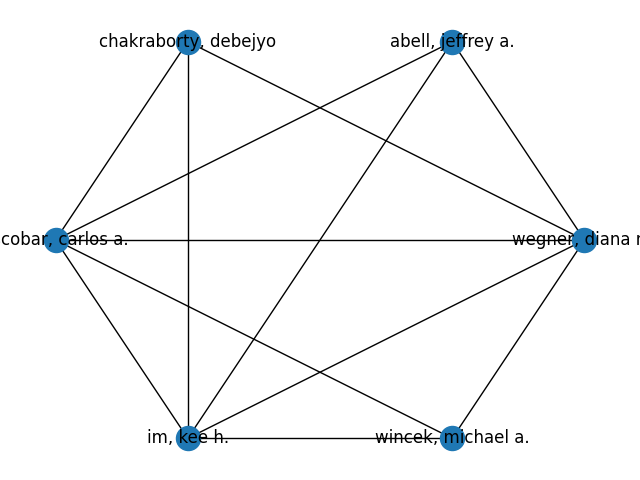 chakraborty, debejyo
abell, jeffrey a.
cobar, carlos a.
wegner, diana
im, kee h.
wincek, michael a.